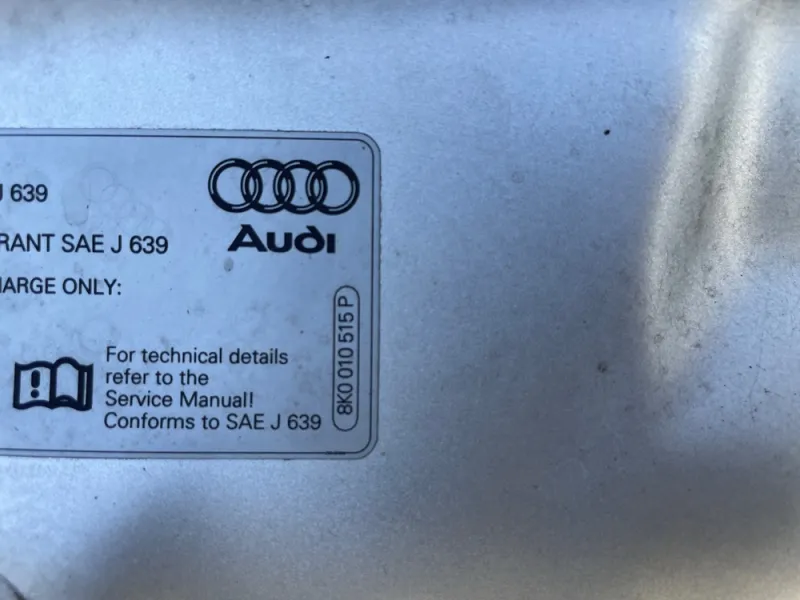 J 639
RANT SAE J 639
Audi
HARGE ONLY:
For technical details
refer to the
Service Manual!
Conforms to SAE J 639
8K0 010 515 P